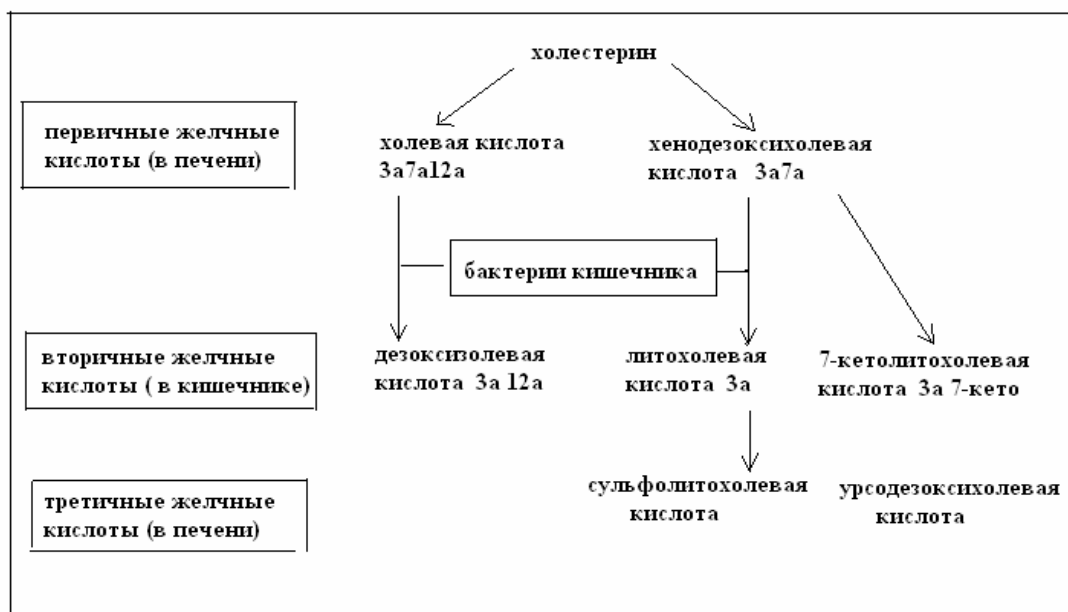 холестерин
первичные желчные
кислоты (в печени)
холевая кислота
3а7а12а
хенодезоксихолевая
кислота 3а7а
бактерии кишечника
вторичные желчные
кислоты ( в кишечнике)
дезоксизолевая
кислота 3а 12а
литохолевая
кислота 3а
7-кетолитохолевая
кислота 3а 7-кето
третичные желчные
кислоты (в печени)
сульфолитохолевая
кислота
урсодезоксихолевая
кислота